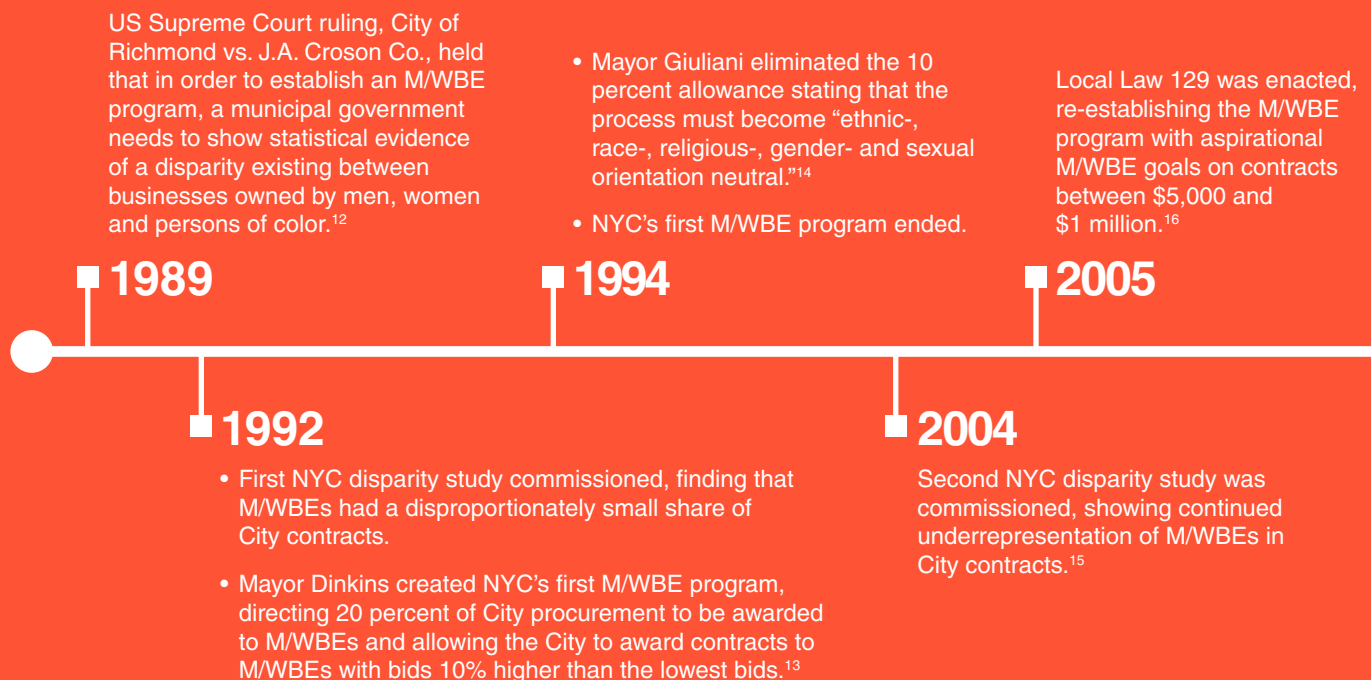 US Supreme Court ruling, City of
Richmond vs. J.A. Croson Co., held
that in order to establish an M/WBE
program, a municipal government
needs to show statistical evidence
of a disparity existing between
businesses owned by men, women
and persons of color.¹²
1989
• Mayor Giuliani eliminated the 10
percent allowance stating that the
process must become “ethnic-,
race-, religious-, gender- and sexual
orientation neutral.”¹⁴
• NYC’s first M/WBE program ended.
1994
Local Law 129 was enacted,
re-establishing the M/WBE
program with aspirational
M/WBE goals on contracts
between $5,000 and
$1 million.¹⁶
2005
1992
• First NYC disparity study commissioned, finding that
M/WBEs had a disproportionately small share of
City contracts.
• Mayor Dinkins created NYC’s first M/WBE program,
directing 20 percent of City procurement to be awarded
to M/WBEs and allowing the City to award contracts to
M/WBEs with bids 10% higher than the lowest bids.¹³
2004
Second NYC disparity study was
commissioned, showing continued
underrepresentation of M/WBEs in
City contracts.¹⁵